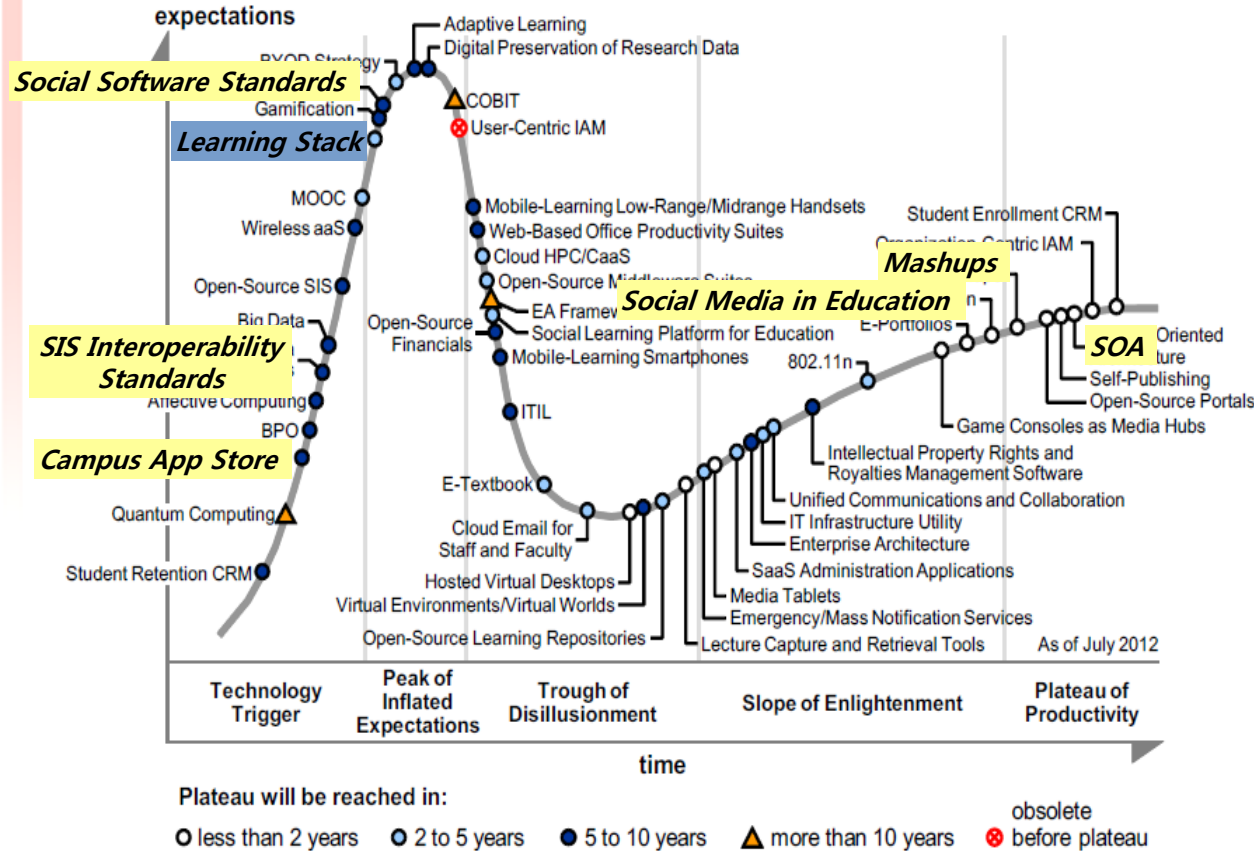 expectations
Adaptive Learning
Digital Preservation of Research Data
Strategy
Social Software Standards
COBIT
Gamification
User-Centric IAM
Learning Stack
MOOC
Wireless aaS
Mobile-Learning Low-Range/Midrange Handsets
Web-Based Office Productivity Suites
Student Enrollment CRM
Cloud HPC/CaaS
IAM
Mashups
Open-Source SIS
Open-Source
Social Media in Education
Big Data
EA
Open-Source
Financials
Social Learning Platform for Education
E-Portfolios
SIS Interoperability
Standards
Mobile-Learning Smartphones
802.11n
SOA
Oriented
Self-Publishing
Affective Computing
Open-Source Portals
ITIL
BPO
Game Consoles as Media Hubs
Campus App Store
Intellectual Property Rights and
Royalties Management Software
E-Textbook
Unified Communications and Collaboration
Quantum Computing
IT Infrastructure Utility
Cloud Email for
Staff and Faculty
Enterprise Architecture
Student Retention CRM
SaaS Administration Applications
Hosted Virtual Desktops
Media Tablets
Virtual Environments/Virtual Worlds
Emergency/Mass Notification Services
Open-Source Learning Repositories
Lecture Capture and Retrieval Tools
As of July 2012
Technology
Trigger
Peak of
Inflated
Expectations
Trough of
Disillusionment
Slope of Enlightenment
Plateau of
Productivity
time
Plateau will be reached in:
less than 2 years
2 to 5 years
5 to 10 years
more than 10 years
obsolete
before plateau